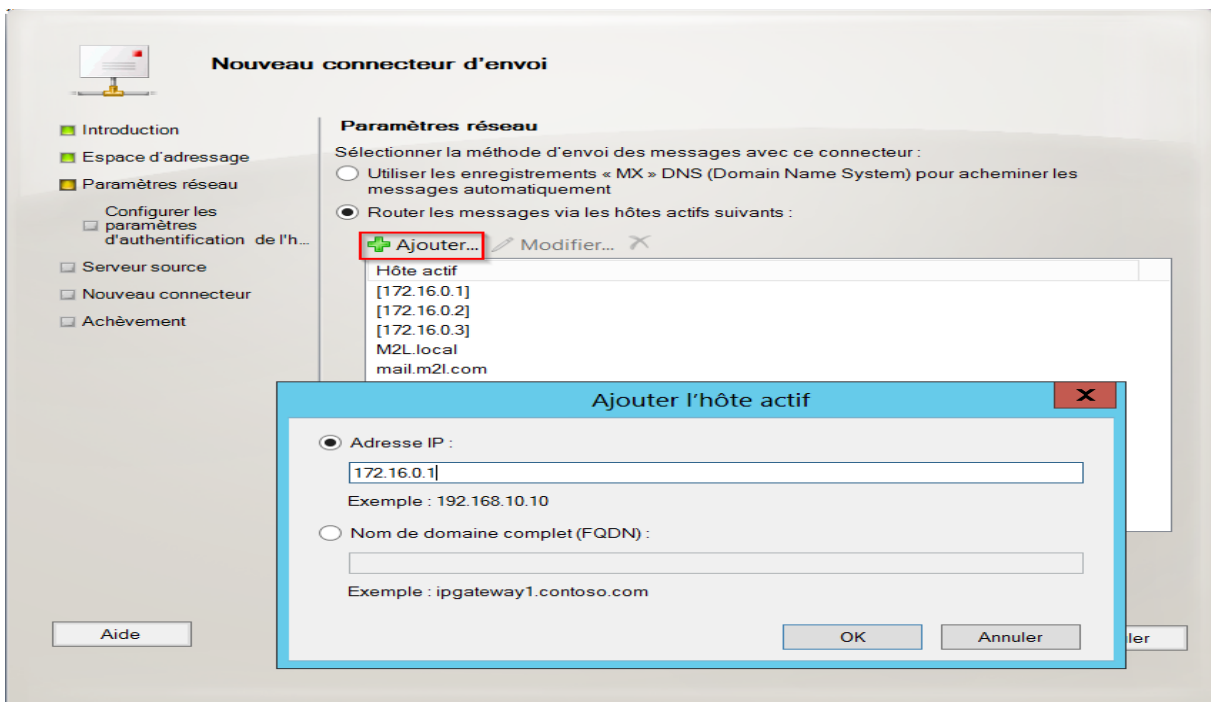 Nouveau connecteur d'envoi
Introduction
Espace d'adressage
Paramètres réseau
Configurer les
paramètres
d'authentification de l'h...
Serveur source
Nouveau connecteur
Achèvement
Paramètres réseau
Sélectionner la méthode d'envoi des messages avec ce connecteur :
Utiliser les enregistrements « MX » DNS (Domain Name System) pour acheminer les
messages automatiquement
Router les messages via les hôtes actifs suivants :
Ajouter... Modifier...
Hôte actif
[172.16.0.1]
[172.16.0.2]
[172.16.0.3]
M2L.local
mail.m2l.com
Ajouter l'hôte actif
x
Adresse IP :
172.16.0.1
Exemple : 192.168.10.10
Nom de domaine complet (FQDN) :
Exemple : ipgateway1.contoso.com
OK Annuler
Aide
ler